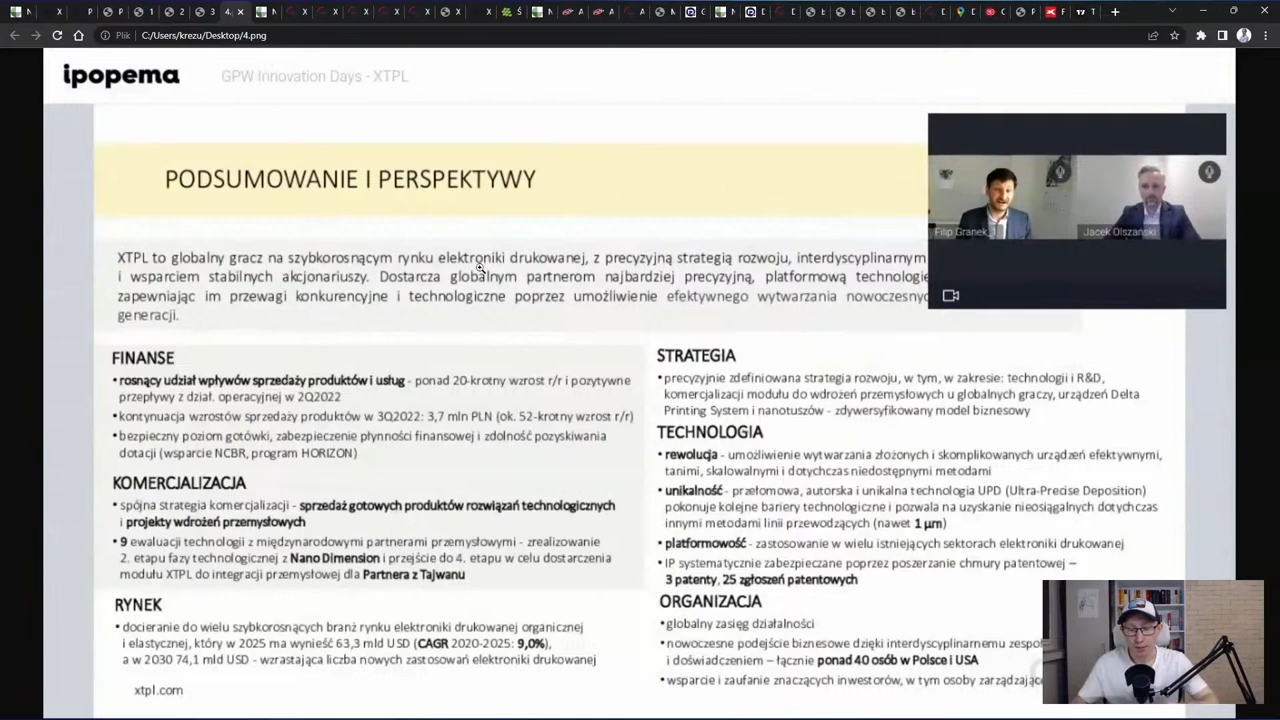 Plik C:/Users/krezu/Desktop/4.png
ipopema
GPW Innovation Days - XTPL
PODSUMOWANIE I PERSPEKTYWY
Filip Granek
Jacek Olszański
XTPL to globalny gracz na szybkorosnącym rynku elektroniki drukowanej, z precyzyjną strategią rozwoju, interdyscyplinarnym
i wsparciem stabilnych akcjonariuszy. Dostarcza globalnym partnerom najbardziej precyzyjną, platformową technologię
zapewniając im przewagi konkurencyjne i technologiczne poprzez umożliwienie efektywnego wytwarzania
generacji.
FINANSE
•rosnący udział wpływów sprzedaży produktów i usług - ponad 20-krotny wzrost r/r i pozytywne
przepływy z dział. operacyjnej w 2Q2022
•kontynuacja wzrostów sprzedaży produktów w 3Q2022: 3,7 mln PLN (ok. 52-krotny wzrost r/r)
•bezpieczny poziom gotówki, zabezpieczenie płynności finansowej i zdolność pozyskiwania
dotacji (wsparcie NCBR, program HORIZON)
KOMERCJALIZACJA
•spójna strategia komercjalizacji - sprzedaż gotowych produktów rozwiązań technologicznych
i projekty wdrożeń przemysłowych
•9 ewaluacji technologii z międzynarodowymi partnerami przemysłowymi - zrealizowanie
2. etapu fazy technologicznej z Nano Dimension i przejście do 4. etapu w celu dostarczenia
modułu XTPL do integracji przemysłowej dla Partnera z Tajwanu
RYNEK
•docieranie do wielu szybkorosnących branż rynku elektroniki drukowanej organicznej
i elastycznej, który w 2025 ma wynieść 63,3 mld USD (CAGR 2020-2025: 9,0%),
a w 2030 74,1 mld USD - wzrastająca liczba nowych zastosowań elektroniki drukowanej
xtpl.com
STRATEGIA
•precyzyjnie zdefiniowana strategia rozwoju, w tym, w zakresie: technologii i R&D,
komercjalizacji modułu do wdrożeń przemysłowych u globalnych graczy, urządzeń Delta
Printing System i nanotuszów - zdywersyfikowany model biznesowy
TECHNOLOGIA
•rewolucja - umożliwienie wytwarzania złożonych i skomplikowanych urządzeń efektywnymi,
tanimi, skalowalnymi i dotychczas niedostępnymi metodami
•unikalność - przełomowa, autorska i unikalna technologia UPD (Ultra-Precise Deposition)
pokonuje kolejne bariery technologiczne i pozwala na uzyskanie nieosiągalnych dotychczas
innymi metodami linii przewodzących (nawet 1 µm)
•platformowość - zastosowanie w wielu istniejących sektorach elektroniki drukowanej
•IP systematycznie zabezpieczane poprzez poszerzanie chmury patentowej –
3 patenty, 25 zgłoszeń patentowych
ORGANIZACJA
•globalny zasięg działalności
•nowoczesne podejście biznesowe dzięki interdyscyplinarnemu
i doświadczeniem – łącznie ponad 40 osób w Polsce i USA
•wsparcie i zaufanie znaczących inwestorów, w tym osoby